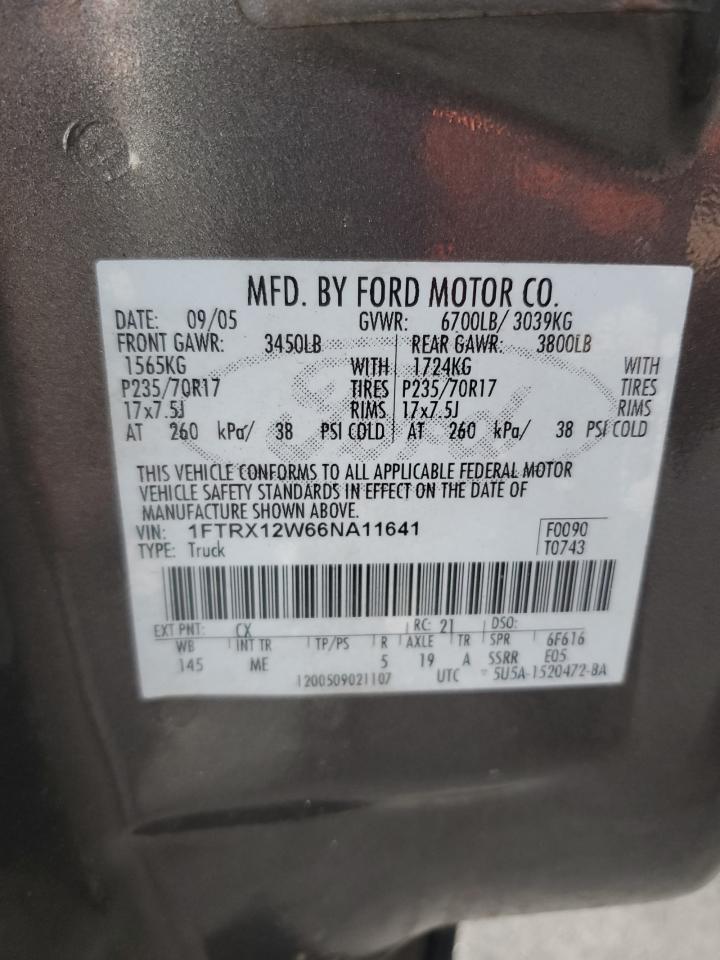 MFD. BY FORD MOTOR CO.
DATE: 09/05 GVWR: 6700LB/ 3039KG
FRONT GAWR: 3450LB REAR GAWR: 3800LB
1565KG WITH 1724KG WITH
P235/70R17 TIRES P235/70R17 TIRES
17x7.5J RIMS 17x7.5J RIMS
AT 260 kPa/ 38 PSI COLD AT 260 kPa/ 38 PSI COLD
Ford
THIS VEHICLE CONFORMS TO ALL APPLICABLE FEDERAL MOTOR
VEHICLE SAFETY STANDARDS IN EFFECT ON THE DATE OF
MANUFACTURE SHOWN ABOVE.
VIN: 1FTRX12W66NA11641 F0090
TYPE: Truck T0743
EXT PNT: CX RC: 21 DSO:
WB INT TR TP/PS R AXLE TR SPR 6F616
145 ME 5 19 A SSRR E05
1200509021107 UTC 5U5A-1520472-BA